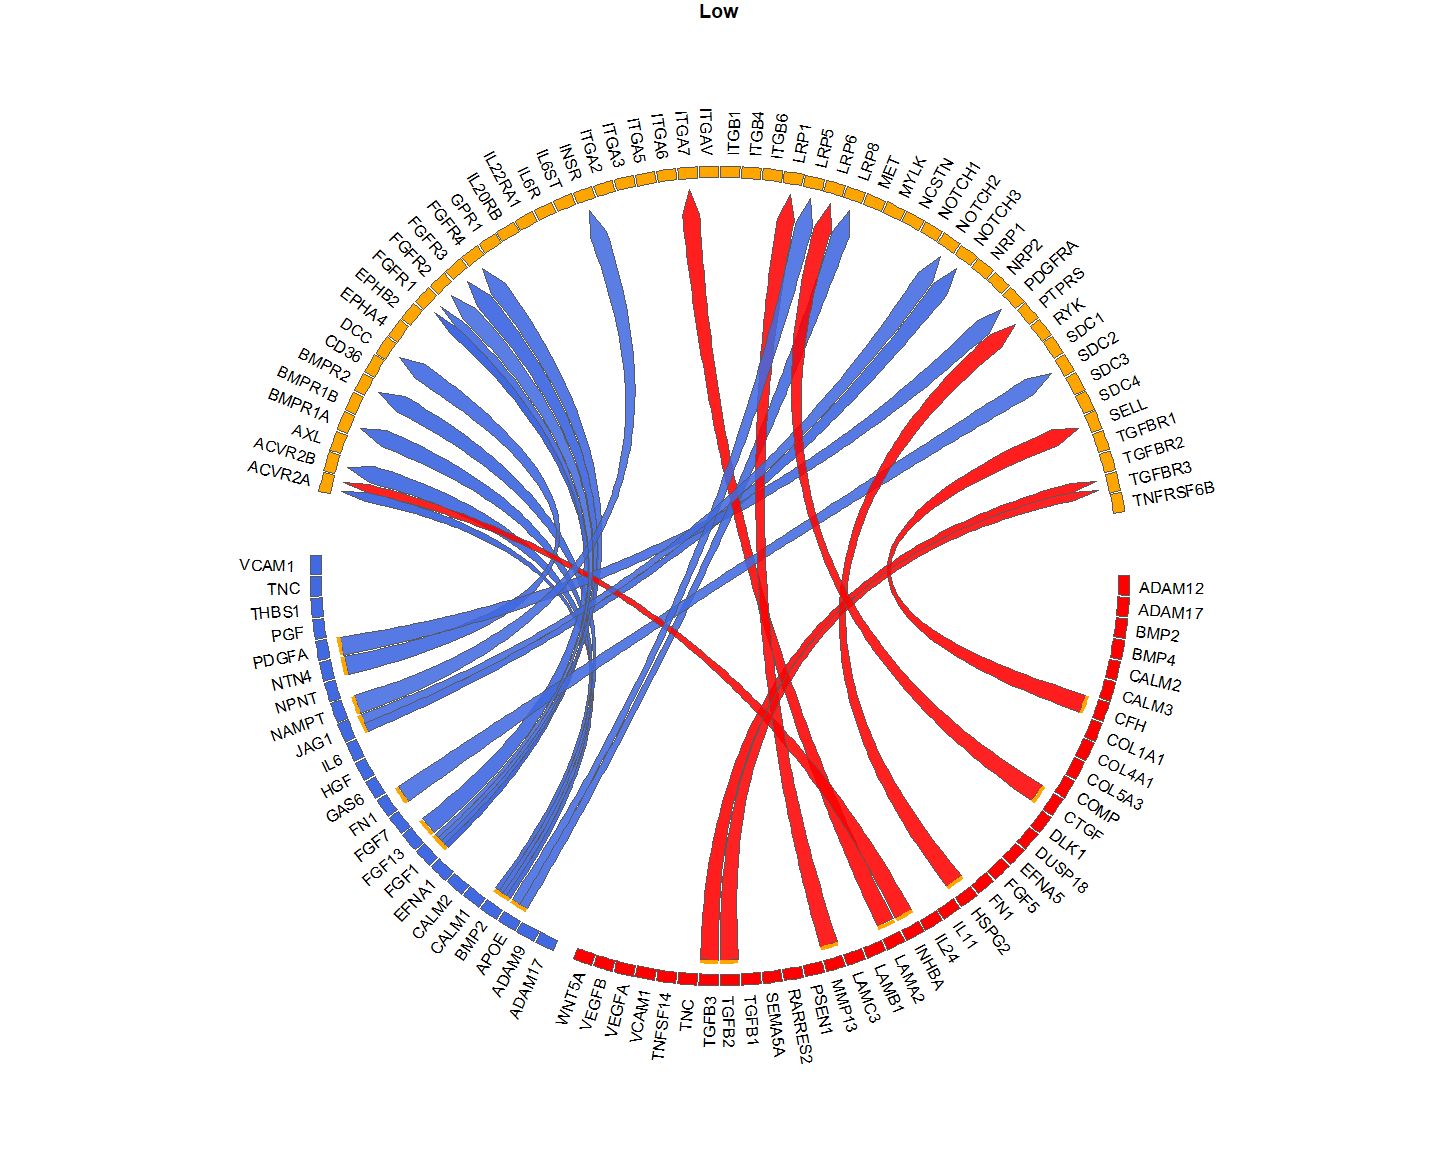 Low
ACVR2A
ACVR2B
AXL
BMPR1A
BMPR1B
BMPR2
CD36
DCC
EPHA4
EPHB2
FGFR1
FGFR2
FGFR3
FGFR4
GPR1
IL20RB
IL22RA1
IL6R
IL6ST
INSR
ITGA2
ITGA3
ITGA5
ITGA6
ITGA7
ITGAV
ITGB1
ITGB4
ITGB6
LRP1
LRP5
LRP6
LRP8
MET
MYLK
NCSTN
NOTCH1
NOTCH2
NOTCH3
NRP1
NRP2
PDGFRA
PTPRS
RYK
SDC1
SDC2
SDC3
SDC4
SELL
TGFBR1
TGFBR2
TGFBR3
TNFRSF6B
ADAM12
ADAM17
BMP2
BMP4
CALM2
CALM3
CFH
COL1A1
COL4A1
COL5A3
COMP
CTGF
DLK1
DUSP18
EFNA5
FGF5
FN1
HSPG2
IL11
IL24
INHBA
LAMA2
LAMB1
LAMC3
MMP13
PSEN1
RARRES2
SEMA5A
TGFB1
TGFB2
TGFB3
TNC
TNFSF14
VCAM1
VEGFA
VEGFB
WNT5A
ADAM17
ADAM9
APOE
BMP2
CALM1
CALM2
EFNA1
FGF1
FGF13
FGF7
FN1
GAS6
HGF
IL6
JAG1
NAMPT
NPNT
NTN4
PDGFA
PGF
THBS1
TNC
VCAM1